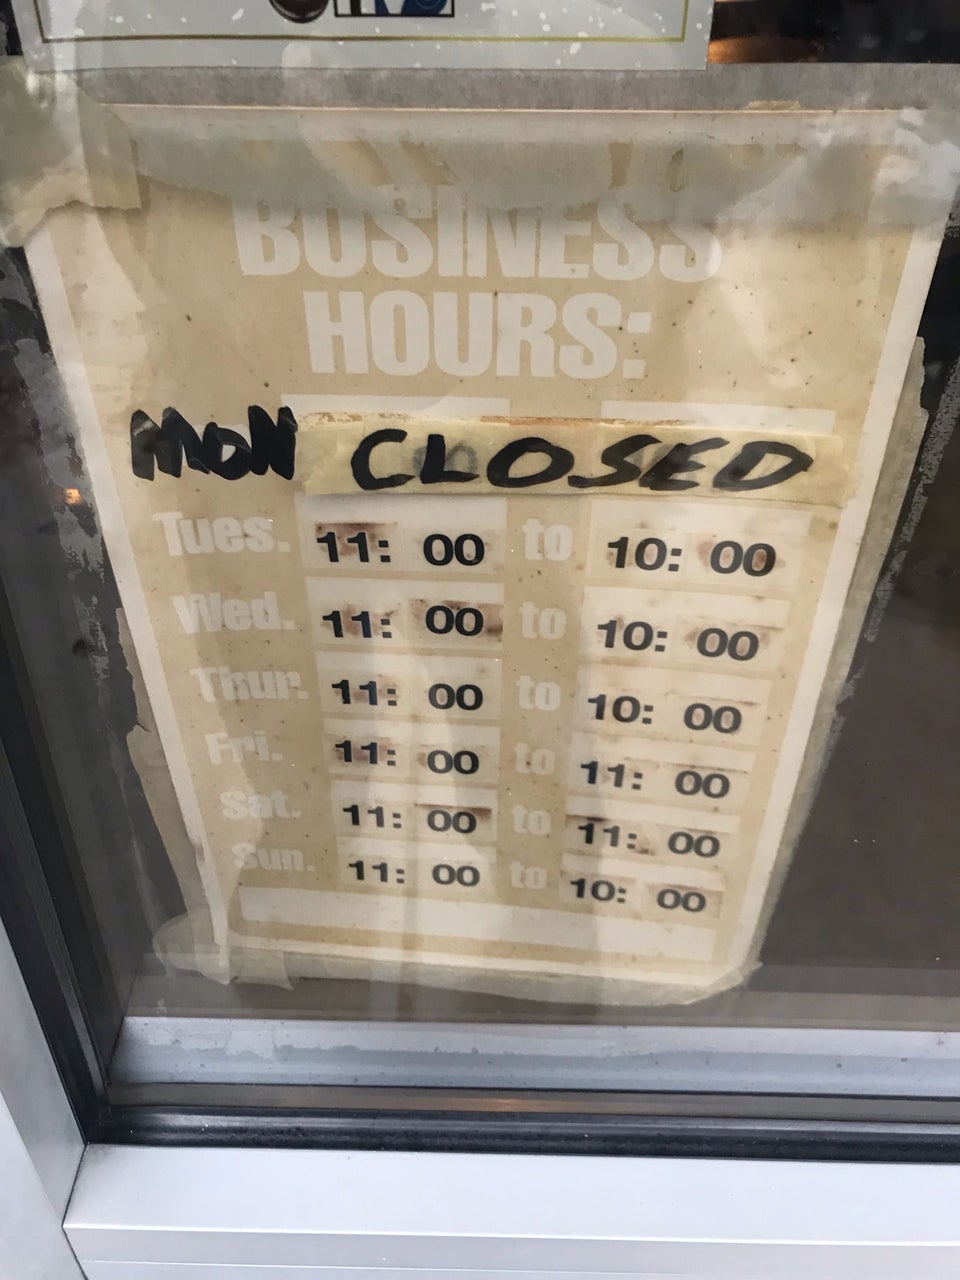 BUSINESS
HOURS:
MON CLOSED
Tues. 11: 00 to 10: 00
Wed. 11: 00 to 10: 00
Thur. 11: 00 to 10: 00
Fri. 11: 00 to 11: 00
Sat. 11: 00 to 11: 00
Sun. 11: 00 to 10: 00